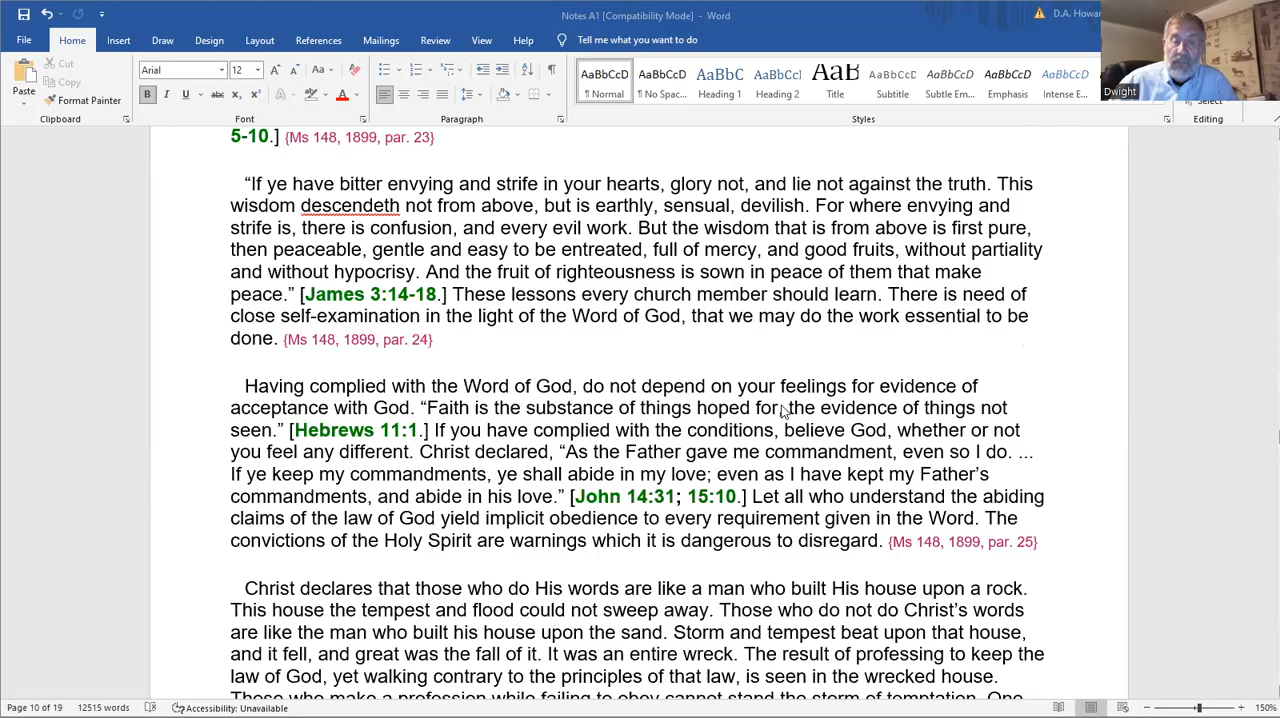 Notes A1 [Compatibility Mode] - Word
D.A. Howar
File Home Insert Draw Design Layout References Mailings Review View Help Tell me what you want to do
Paste
Cut
Copy
Format Painter
Clipboard
Arial 12
Font
Paragraph
AaBbCcD AaBbCcD AaBbC AaBbCcI AaB AaBbCcD AaBbCcD AaBbCcD AaBbCcD
¶ Normal ¶ No Spac... Heading 1 Heading 2 Title Subtitle Subtle Em... Emphasis Intense E...
Styles
Select
Editing
Dwight
5-10.] {Ms 148, 1899, par. 23}
“If ye have bitter envying and strife in your hearts, glory not, and lie not against the truth. This
wisdom descendeth not from above, but is earthly, sensual, devilish. For where envying and
strife is, there is confusion, and every evil work. But the wisdom that is from above is first pure,
then peaceable, gentle and easy to be entreated, full of mercy, and good fruits, without partiality
and without hypocrisy. And the fruit of righteousness is sown in peace of them that make
peace.” [James 3:14-18.] These lessons every church member should learn. There is need of
close self-examination in the light of the Word of God, that we may do the work essential to be
done. {Ms 148, 1899, par. 24}
Having complied with the Word of God, do not depend on your feelings for evidence of
acceptance with God. “Faith is the substance of things hoped for, the evidence of things not
seen.” [Hebrews 11:1.] If you have complied with the conditions, believe God, whether or not
you feel any different. Christ declared, “As the Father gave me commandment, even so I do. ...
If ye keep my commandments, ye shall abide in my love; even as I have kept my Father’s
commandments, and abide in his love.” [John 14:31; 15:10.] Let all who understand the abiding
claims of the law of God yield implicit obedience to every requirement given in the Word. The
convictions of the Holy Spirit are warnings which it is dangerous to disregard. {Ms 148, 1899, par. 25}
Christ declares that those who do His words are like a man who built His house upon a rock.
This house the tempest and flood could not sweep away. Those who do not do Christ’s words
are like the man who built his house upon the sand. Storm and tempest beat upon that house,
and it fell, and great was the fall of it. It was an entire wreck. The result of professing to keep the
law of God, yet walking contrary to the principles of that law, is seen in the wrecked house.
Those who make a profession while failing to obey cannot stand the storm of temptation. One
Page 10 of 19 12515 words Accessibility: Unavailable 150%